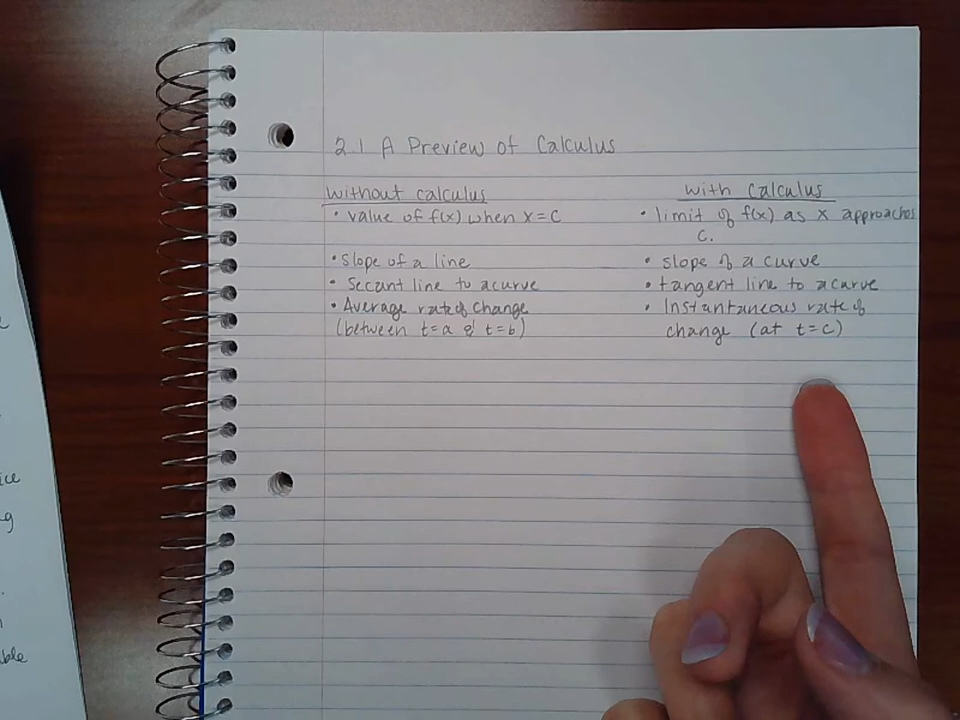 2.1 A Preview of Calculus
without calculus
with calculus
• value of f(x) when x=c
• limit of f(x) as x approaches
c.
• Slope of a line
• slope of a curve
• Secant line to a curve
• tangent line to a curve
• Average rate of change
(between t=a & t=b)
• Instantaneous rate of
change (at t=c)
ice
g